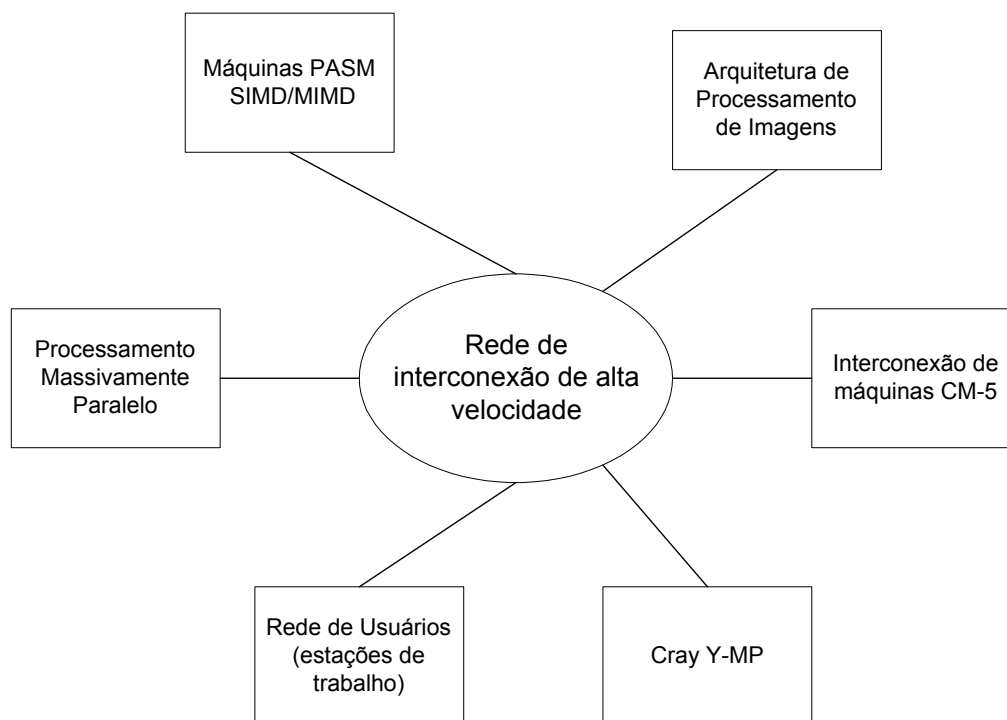 Máquinas PASM
SIMD/MIMD
Arquitetura de
Processamento
de Imagens
Processamento
Massivamente
Paralelo
Rede de
interconexão de alta
velocidade
Interconexão de
máquinas CM-5
Rede de Usuários
(estações de
trabalho)
Cray Y-MP